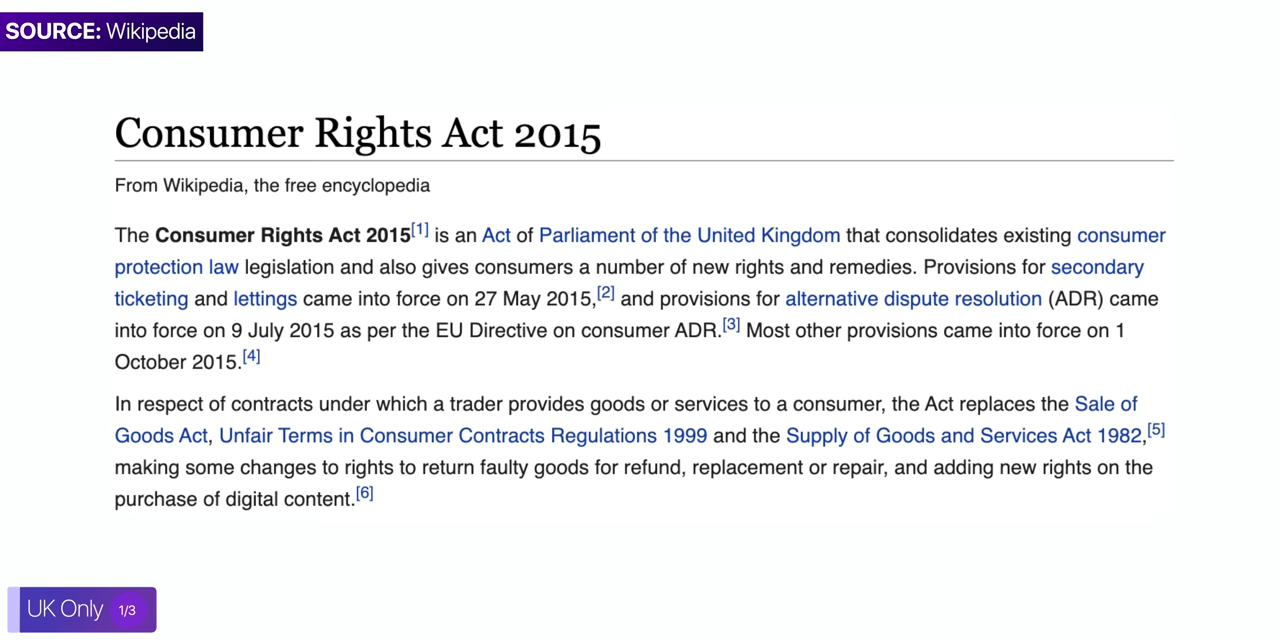 SOURCE: Wikipedia
Consumer Rights Act 2015
From Wikipedia, the free encyclopedia
The Consumer Rights Act 2015[1] is an Act of Parliament of the United Kingdom that consolidates existing consumer
protection law legislation and also gives consumers a number of new rights and remedies. Provisions for secondary
ticketing and lettings came into force on 27 May 2015,[2] and provisions for alternative dispute resolution (ADR) came
into force on 9 July 2015 as per the EU Directive on consumer ADR.[3] Most other provisions came into force on 1
October 2015.[4]
In respect of contracts under which a trader provides goods or services to a consumer, the Act replaces the Sale of
Goods Act, Unfair Terms in Consumer Contracts Regulations 1999 and the Supply of Goods and Services Act 1982,[5]
making some changes to rights to return faulty goods for refund, replacement or repair, and adding new rights on the
purchase of digital content.[6]
UK Only 1/3